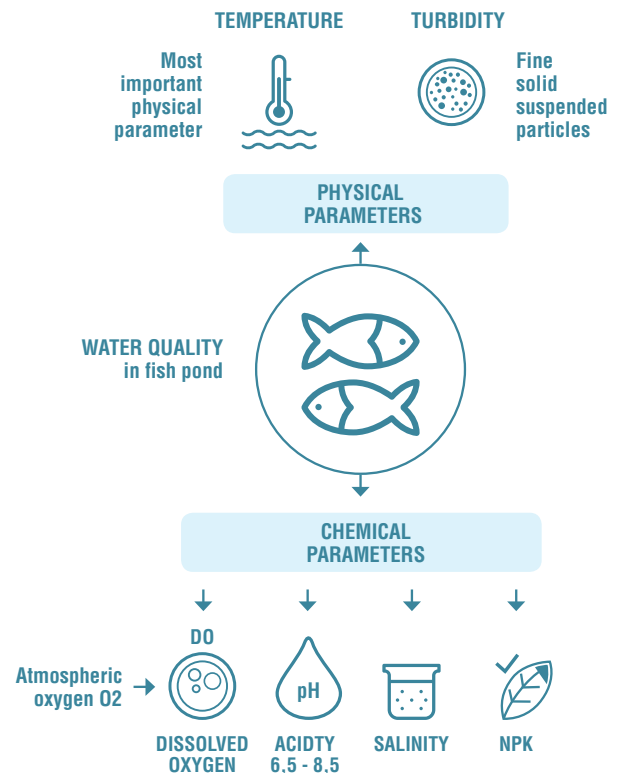 TEMPERATURE
TURBIDITY
Most
important
physical
parameter
Fine
solid
suspended
particles
PHYSICAL
PARAMETERS
WATER QUALITY
in fish pond
CHEMICAL
PARAMETERS
DO
Atmospheric
oxygen O2
pH
DISSOLVED
OXYGEN
ACIDTY
6,5 - 8,5
SALINITY
NPK